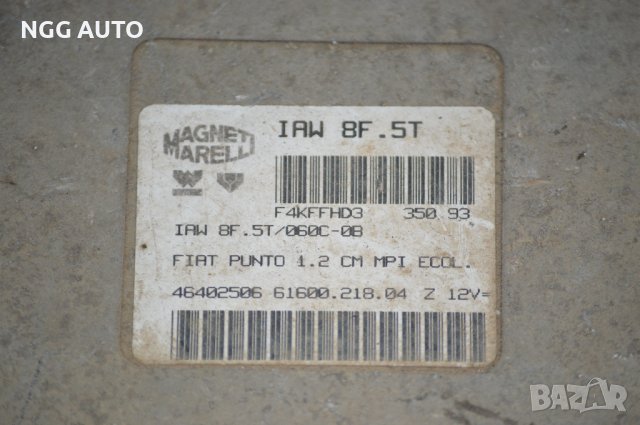 NGG AUTO
MAGNETI MARELLI
IAW 8F.5T
F4KFFHD3 350 93
IAW 8F.5T/060C-0B
FIAT PUNTO 1.2 CM MPI ECOL.
46402506 61600.218.04 Z 12V=
BAZAR